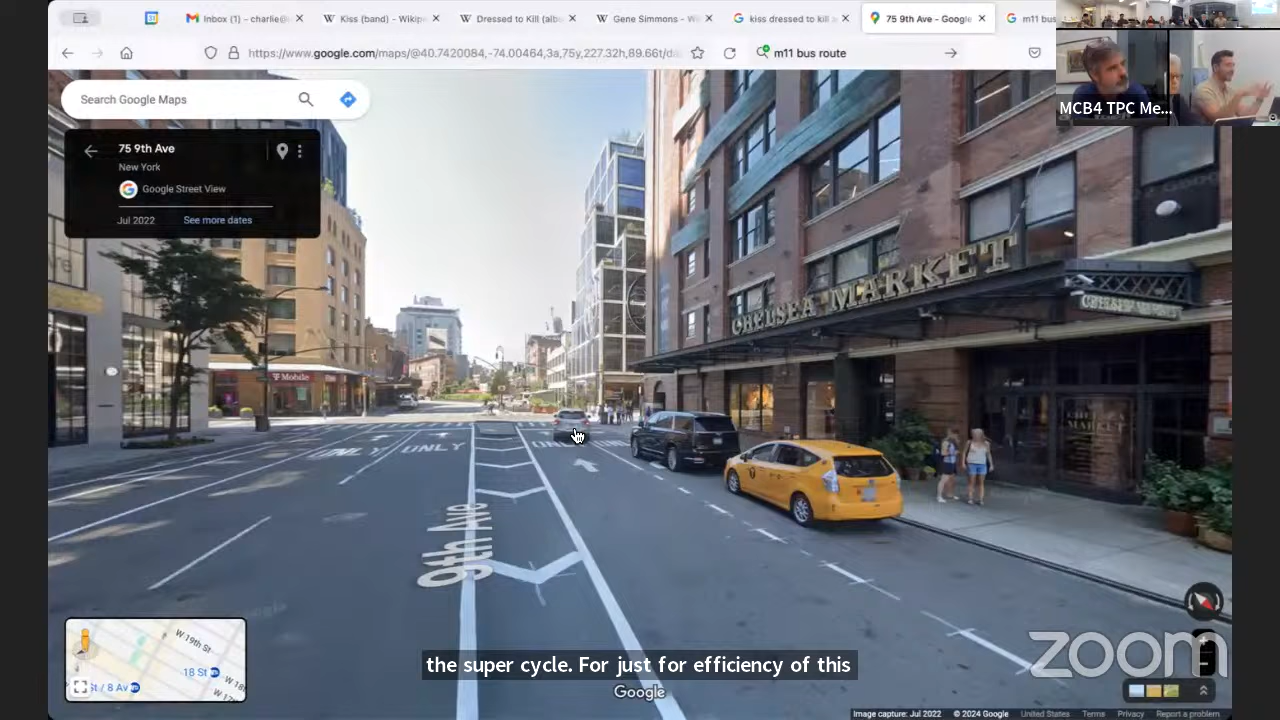 Inbox (1) – charlie@
Kiss (band) - Wikip
Dressed to Kill (alb
Gene Simmons - W
kiss dressed to kill a
75 9th Ave - Google
m11 bus
https://www.google.com/maps/@40.7420084,-74.00464,3a,75y,227.32h,89.66t/d
m11 bus route
MCB4 TPC Me...
Search Google Maps
75 9th Ave
New York
Google Street View
Jul 2022 See more dates
CHELSEA MARKET
T Mobile
CHELSEA MARKET
ONLY ONLY
9th Ave
W 19th St
18 St
St / 8 Av
the super cycle. For just for efficiency of this
Google
zoom
Image capture: Jul 2022 © 2024 Google United States Terms Privacy Report a problem